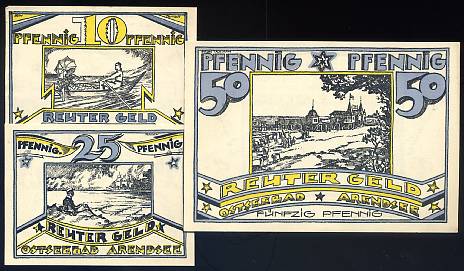 PFENNIG 10 PFENNIG
REUTER GELD
PFENNIG 25 PFENNIG
REUTER GELD
OSTSEEBAD ARENDSEE
PFENNIG PFENNIG
50 50
REUTER GELD
OSTSEEBAD ARENDSEE
FÜNFZIG PFENNIG